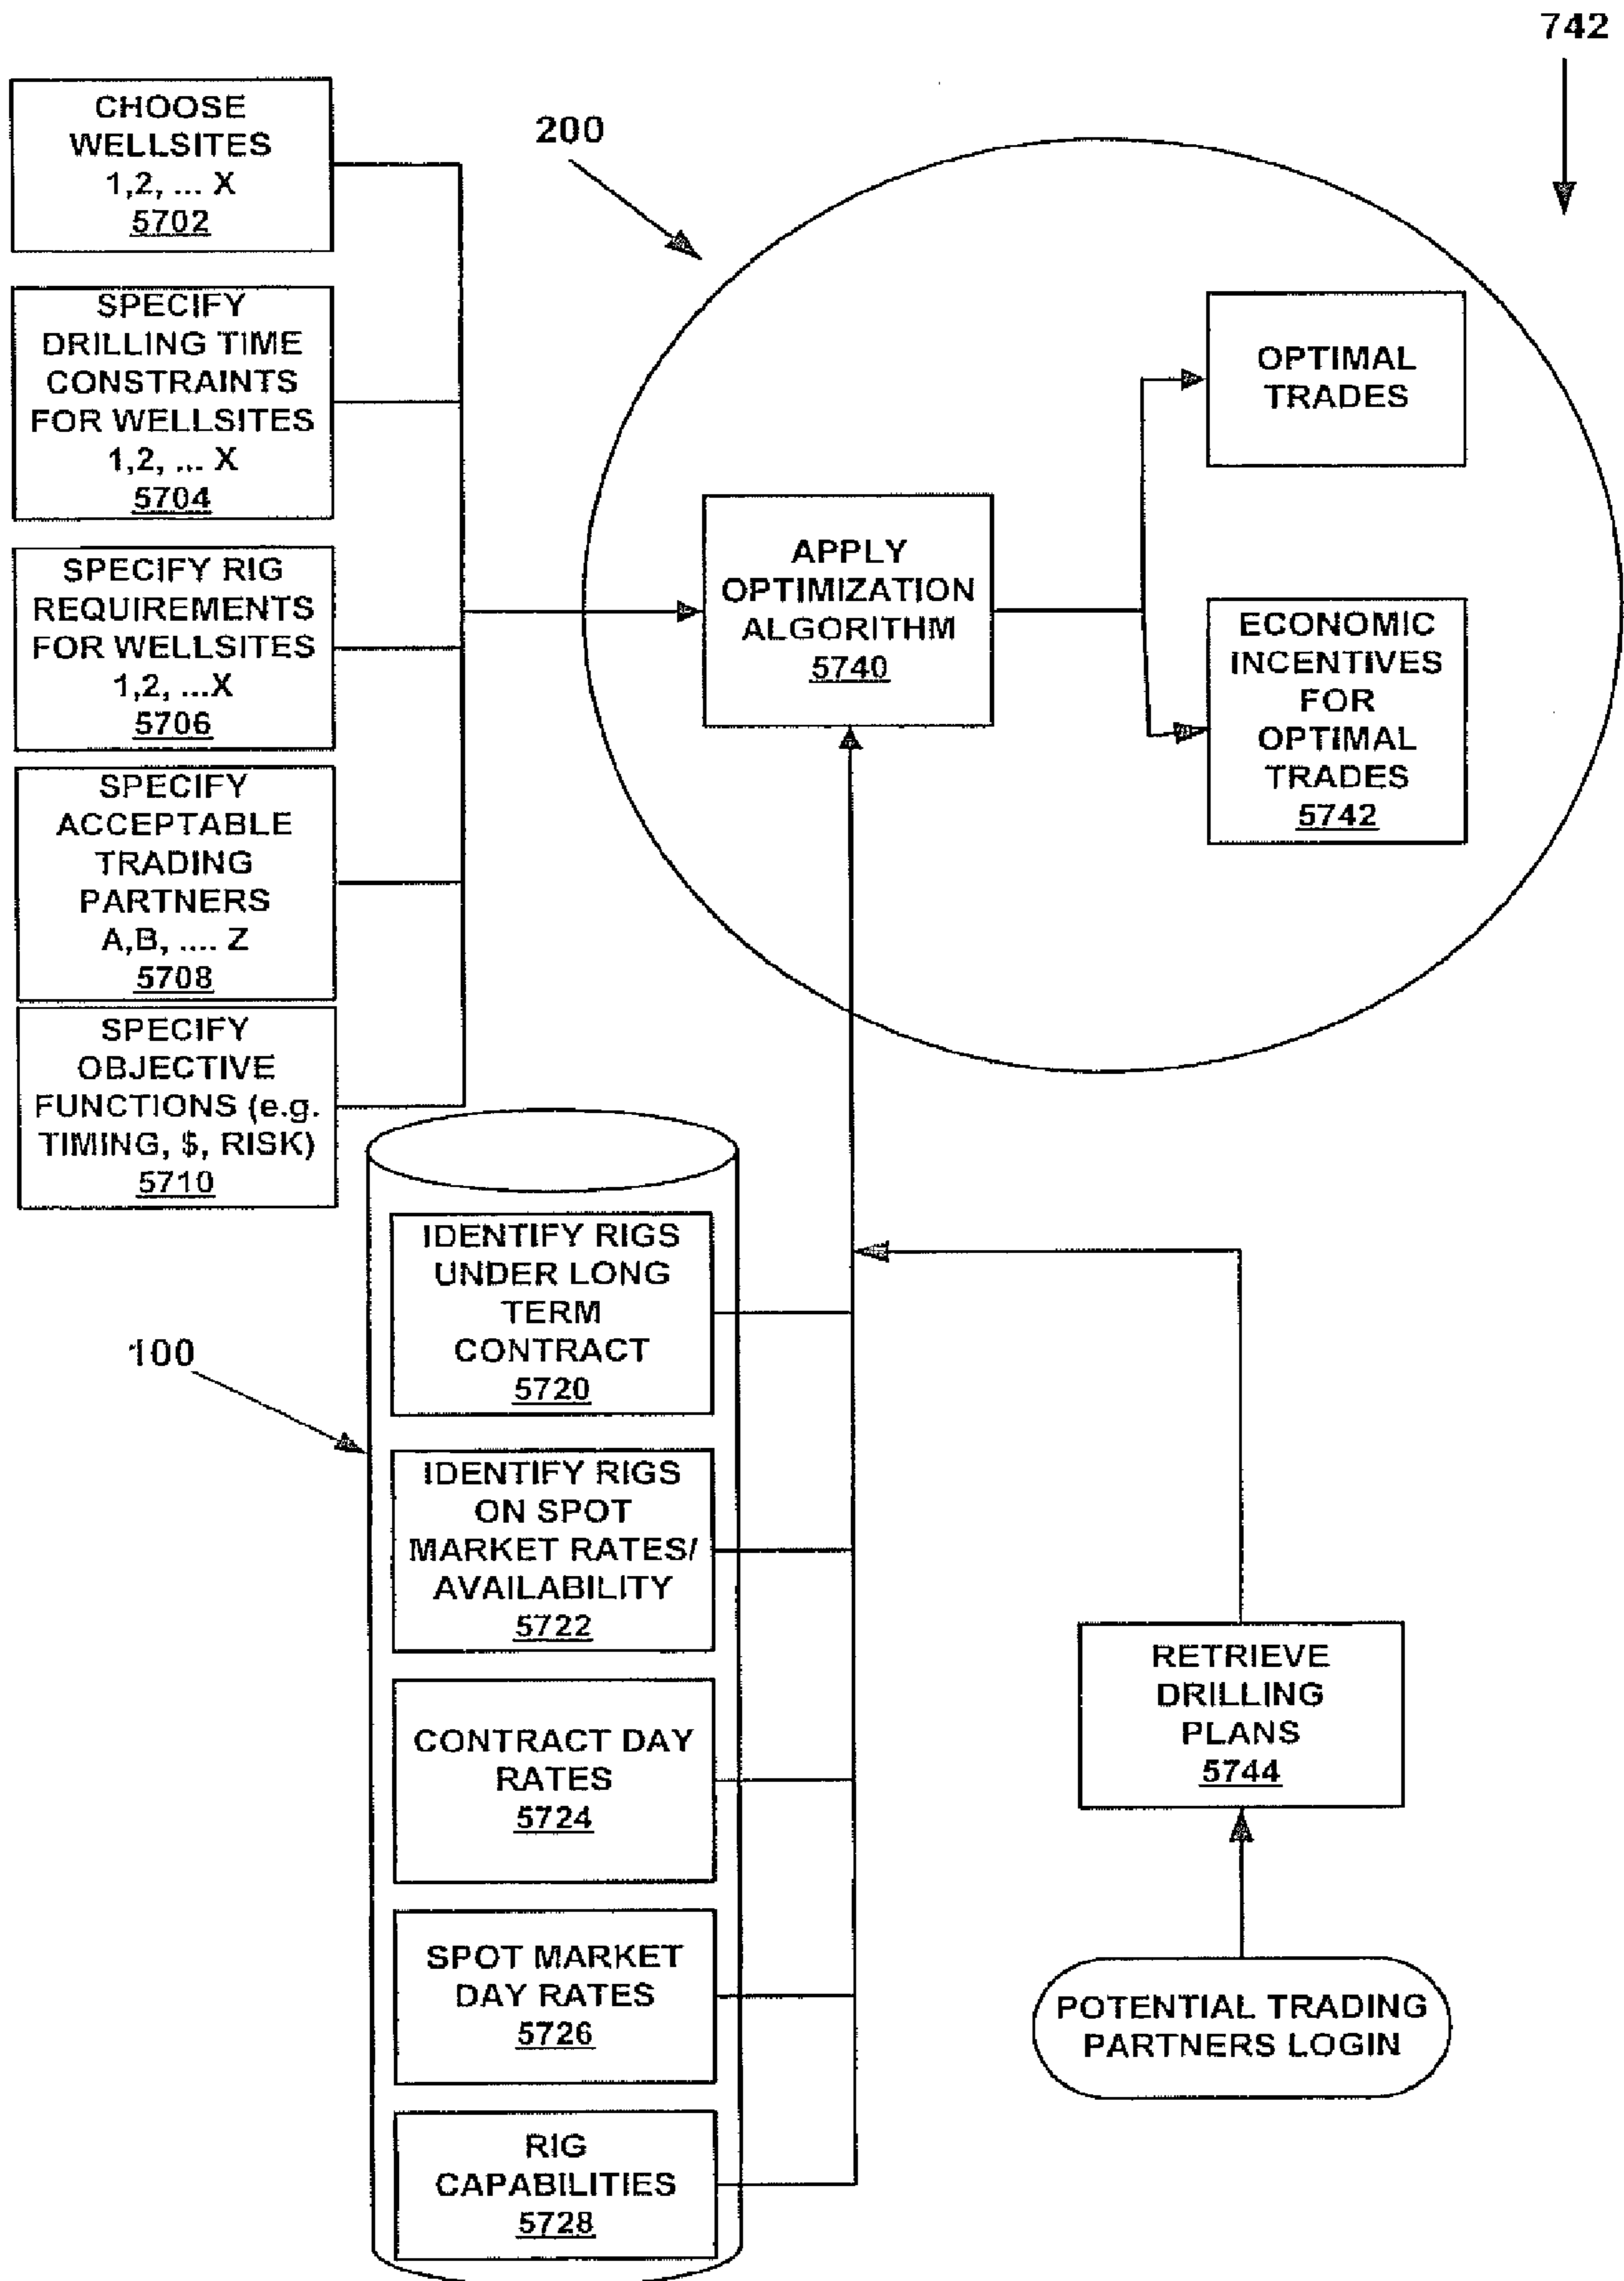 742
200
CHOOSE
WELLSITES
1,2, ... X
5702
SPECIFY
DRILLING TIME
CONSTRAINTS
FOR WELLSITES
1,2, ... X
5704
SPECIFY RIG
REQUIREMENTS
FOR WELLSITES
1,2, ...X
5706
SPECIFY
ACCEPTABLE
TRADING
PARTNERS
A,B, .... Z
5708
SPECIFY
OBJECTIVE
FUNCTIONS (e.g.
TIMING, $, RISK)
5710
APPLY
OPTIMIZATION
ALGORITHM
5740
OPTIMAL
TRADES
ECONOMIC
INCENTIVES
FOR
OPTIMAL
TRADES
5742
100
IDENTIFY RIGS
UNDER LONG
TERM
CONTRACT
5720
IDENTIFY RIGS
ON SPOT
MARKET RATES/
AVAILABILITY
5722
CONTRACT DAY
RATES
5724
SPOT MARKET
DAY RATES
5726
RIG
CAPABILITIES
5728
RETRIEVE
DRILLING
PLANS
5744
POTENTIAL TRADING
PARTNERS LOGIN